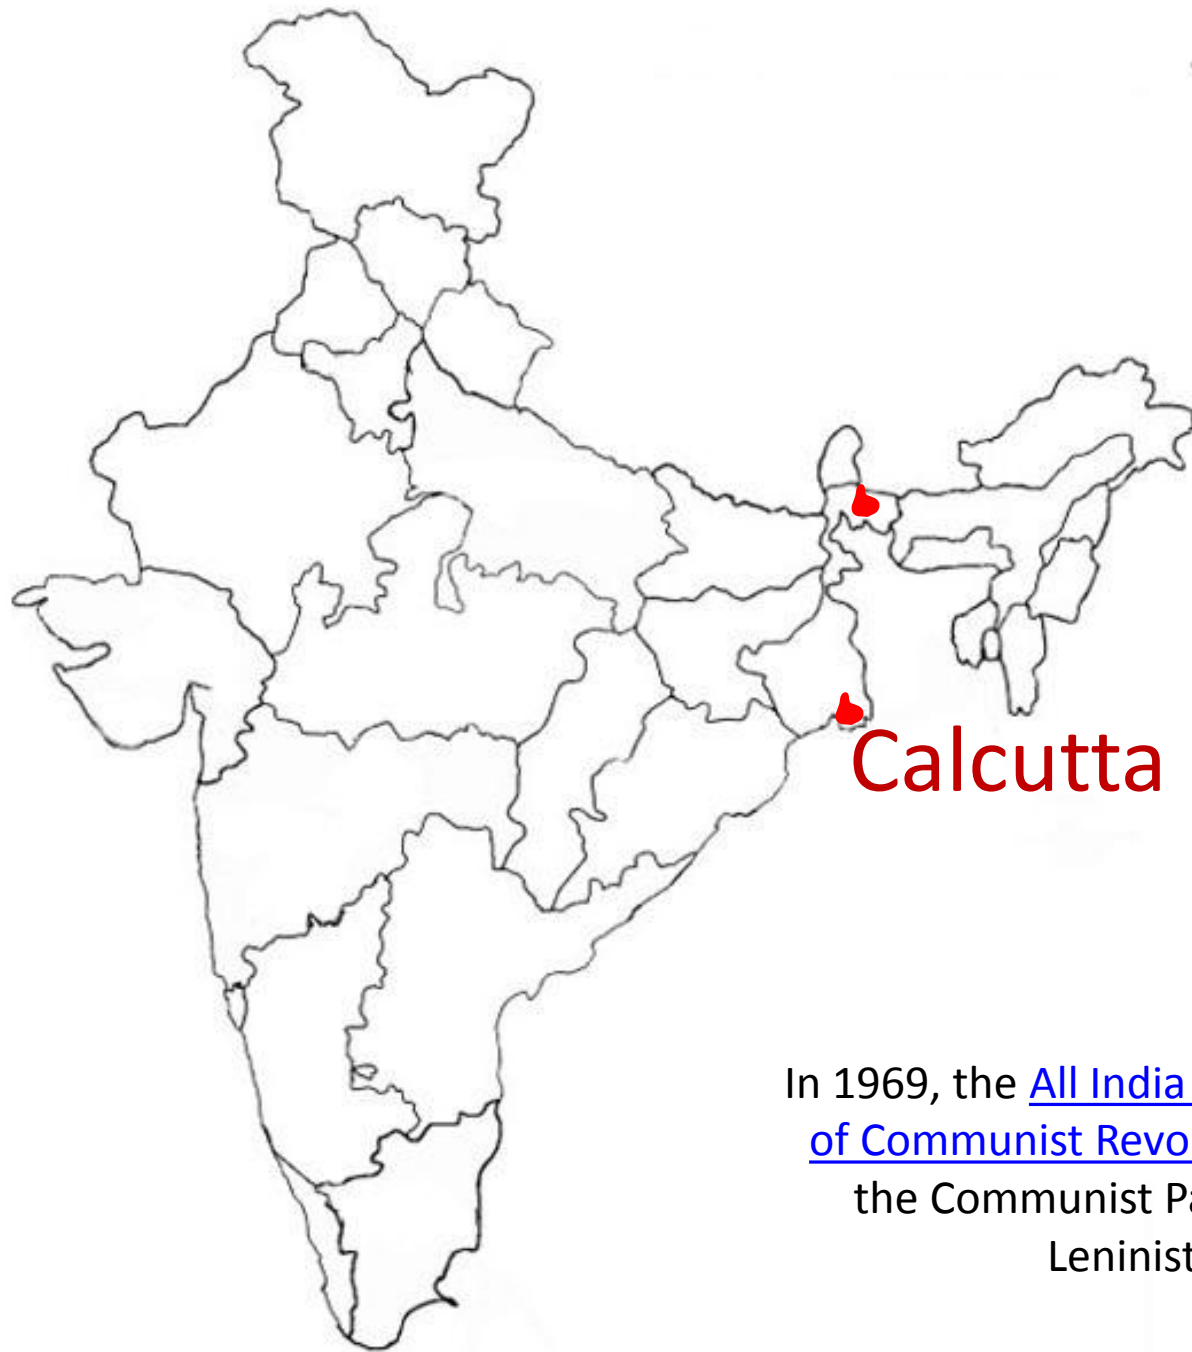 Calcutta
In 1969, the All India
of Communist Revo
the Communist Pa
Leninist